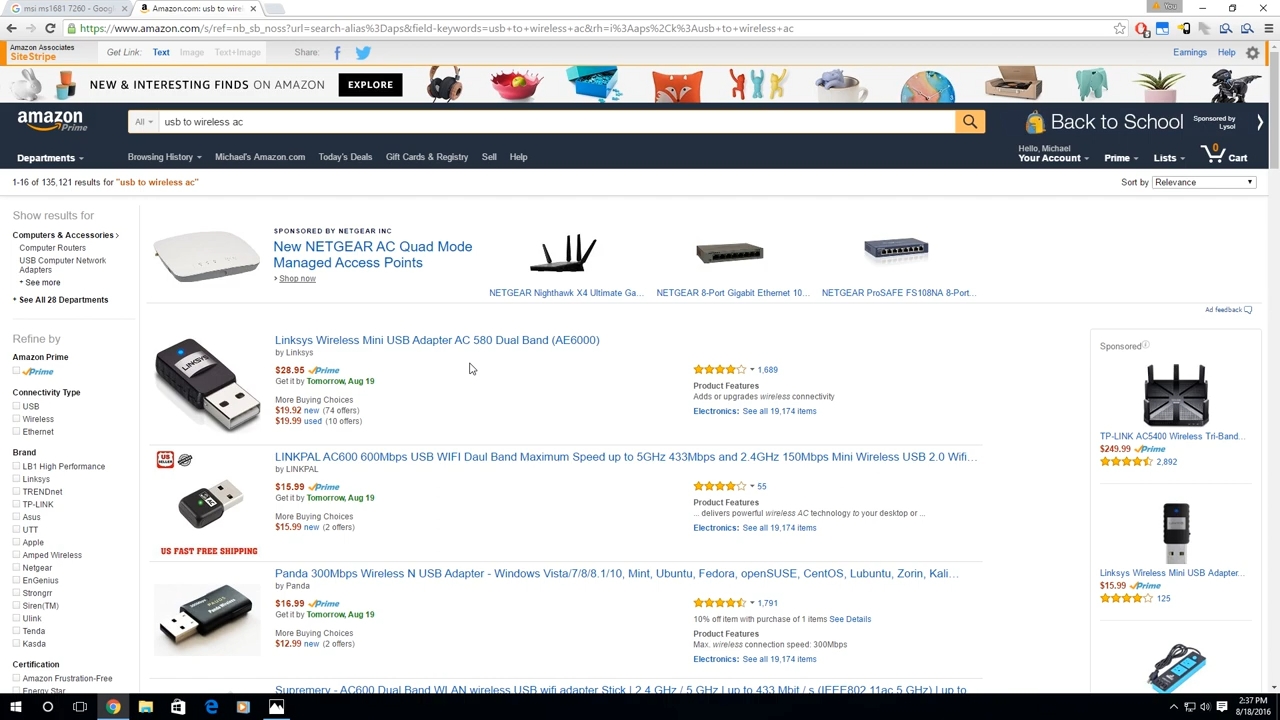 msi ms1681 7260 - Googl
Amazon.com: usb to wirel
You
https://www.amazon.com/s/ref=nb_sb_noss?url=search-alias%3Daps&field-keywords=usb+to+wireless+ac&rh=i%3Aaps%2Ck%3Ausb+to+wireless+ac
Amazon Associates
SiteStripe
Get Link: Text Image Text+Image Share:
Earnings Help
NEW & INTERESTING FINDS ON AMAZON EXPLORE
amazon
Prime
All
usb to wireless ac
Back to School
Sponsored by
Lysol
Departments
Browsing History Michael's Amazon.com Today's Deals Gift Cards & Registry Sell Help
Hello, Michael
Your Account Prime Lists 0 Cart
1-16 of 135,121 results for "usb to wireless ac"
Sort by Relevance
Show results for
Computers & Accessories
Computer Routers
USB Computer Network
Adapters
+ See more
+ See All 28 Departments
Refine by
Amazon Prime
Prime
Connectivity Type
USB
Wireless
Ethernet
Brand
LB1 High Performance
Linksys
TRENDnet
TP-LINK
Asus
UTT
Apple
Amped Wireless
Netgear
EnGenius
Strongrr
Siren(TM)
Ulink
Tenda
Kasda
Certification
Amazon Frustration-Free
Energy Star
SPONSORED BY NETGEAR INC
New NETGEAR AC Quad Mode
Managed Access Points
› Shop now
NETGEAR Nighthawk X4 Ultimate Ga...
NETGEAR 8-Port Gigabit Ethernet 10...
NETGEAR ProSAFE FS108NA 8-Port...
Ad feedback
LINKSYS
Linksys Wireless Mini USB Adapter AC 580 Dual Band (AE6000)
by Linksys
$28.95 Prime
Get it by Tomorrow, Aug 19
More Buying Choices
$19.92 new (74 offers)
$19.99 used (10 offers)
1,689
Product Features
Adds or upgrades wireless connectivity
Electronics: See all 19,174 items
US
SELLER
US FAST FREE SHIPPING
LINKPAL AC600 600Mbps USB WIFI Daul Band Maximum Speed up to 5GHz 433Mbps and 2.4GHz 150Mbps Mini Wireless USB 2.0 Wifi...
by LINKPAL
$15.99 Prime
Get it by Tomorrow, Aug 19
More Buying Choices
$15.99 new (2 offers)
55
Product Features
... delivers powerful wireless AC technology to your desktop or ...
Electronics: See all 19,174 items
Panda 300Mbps Wireless N USB Adapter - Windows Vista/7/8/8.1/10, Mint, Ubuntu, Fedora, openSUSE, CentOS, Lubuntu, Zorin, Kali...
by Panda
$16.99 Prime
Get it by Tomorrow, Aug 19
More Buying Choices
$12.99 new (2 offers)
1,791
10% off item with purchase of 1 items See Details
Product Features
Max. wireless connection speed: 300Mbps
Electronics: See all 19,174 items
Supremery - AC600 Dual Band WLAN wireless USB wifi adapter Stick | 2.4 GHz / 5 GHz | up to 433 Mbit / s (IEEE802.11ac 5 GHz) | up to
Sponsored
TP-LINK AC5400 Wireless Tri-Band...
$249.99 Prime
2,892
Linksys Wireless Mini USB Adapter...
$15.99 Prime
125
2:37 PM
8/18/2016